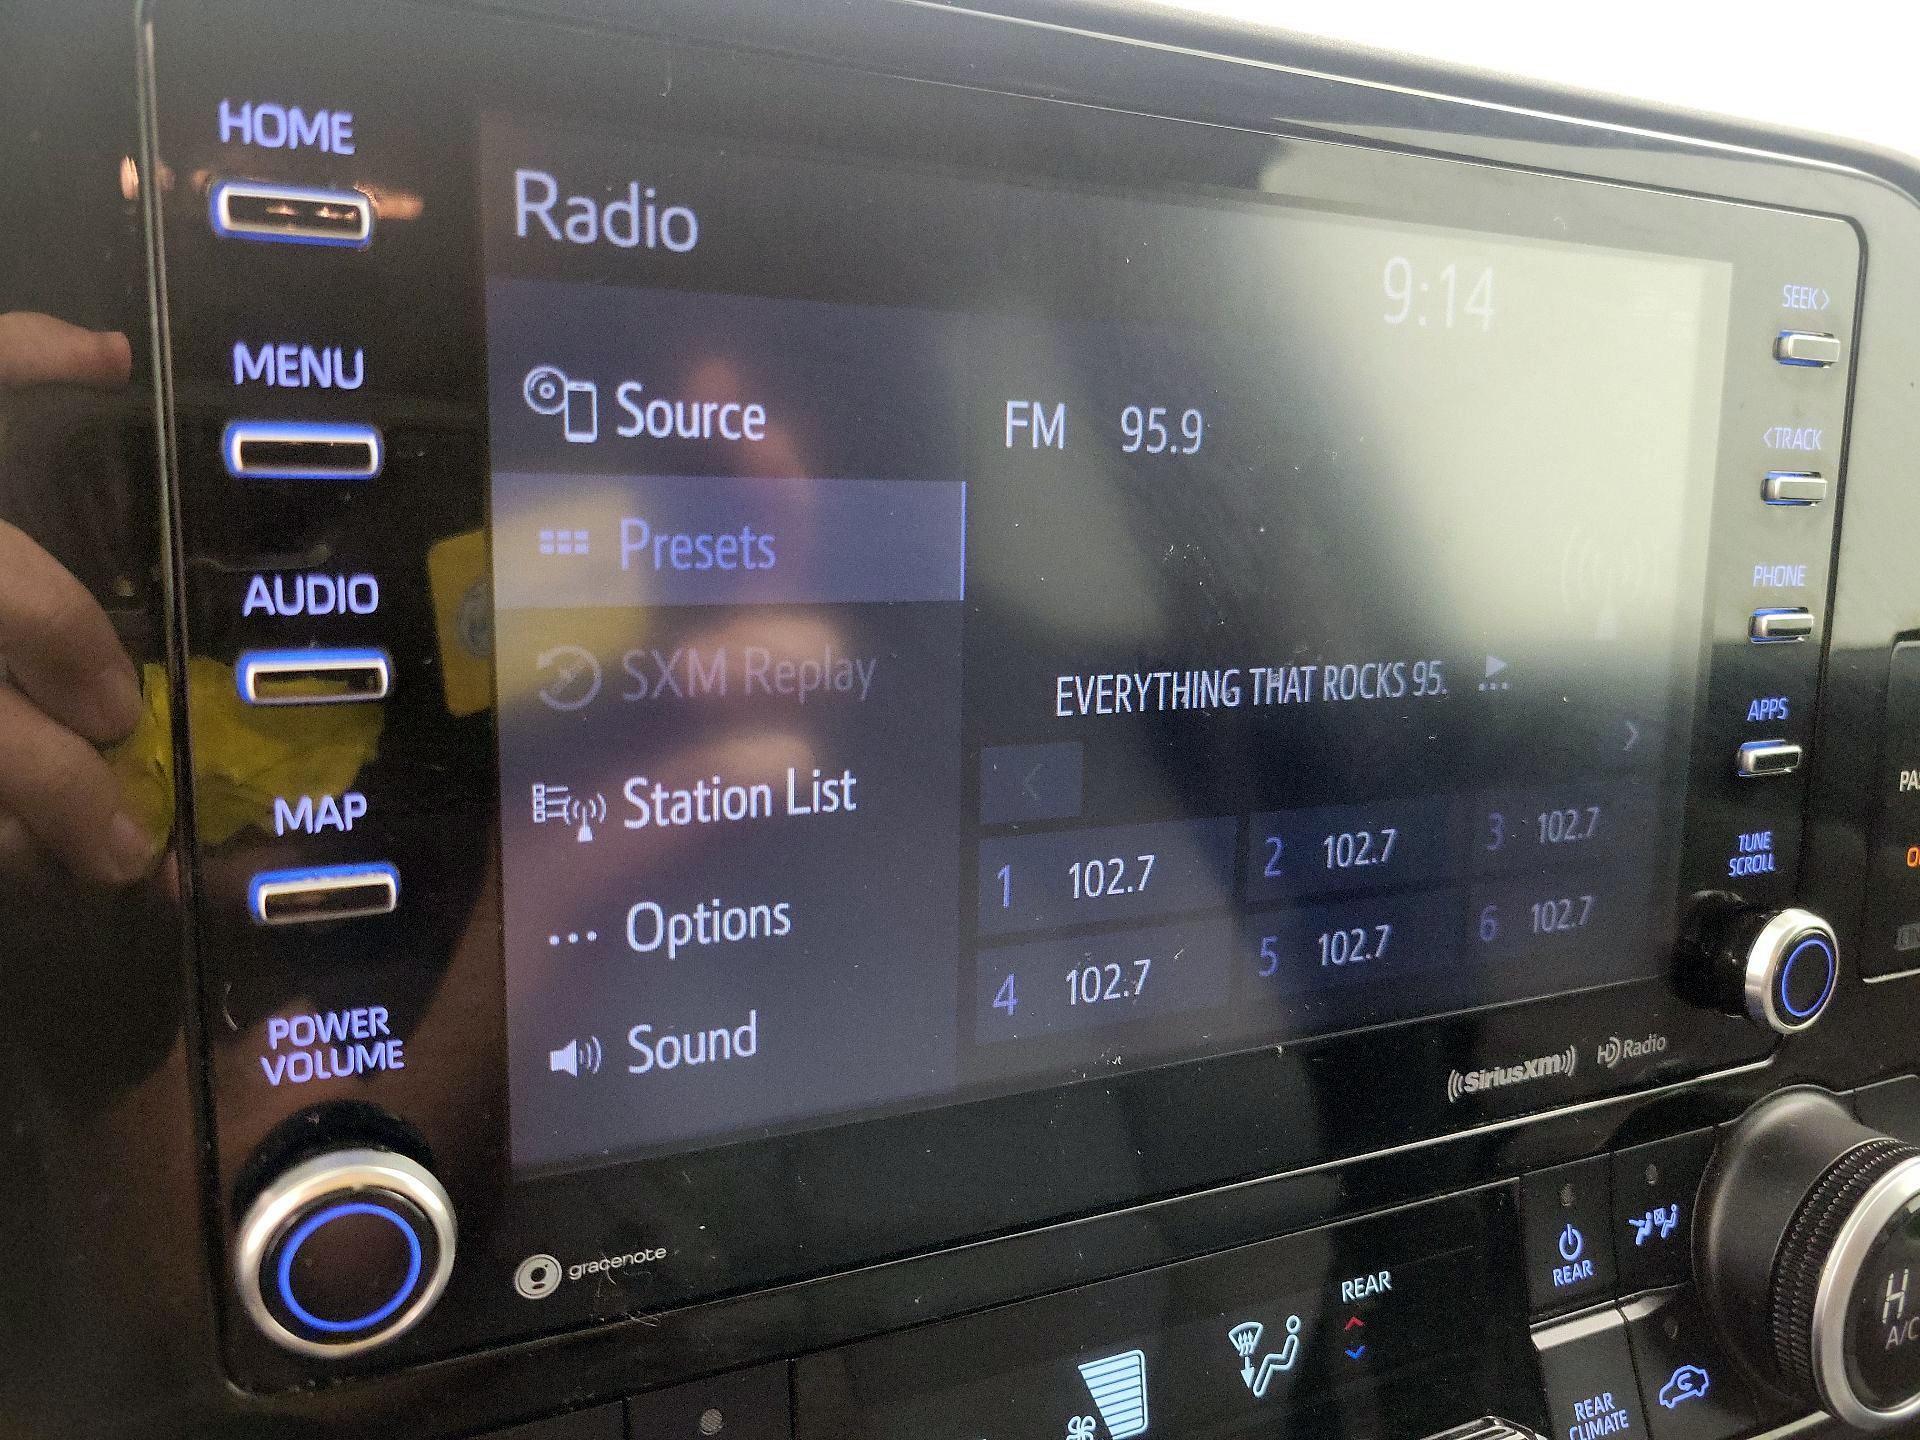 HOME
Radio
9:14
SEEK>
MENU
Source
FM 95.9
<TRACK
Presets
PHONE
AUDIO
SXM Replay
EVERYTHING THAT ROCKS 95.
APPS
MAP
Station List
1 102.7
2 102.7
3 102.7
TUNE
SCROLL
Options
4 102.7
5 102.7
6 102.7
POWER
VOLUME
Sound
((SiriusXM))
HD Radio
gracenote
REAR
REAR
REAR
CLIMATE
H
A/C